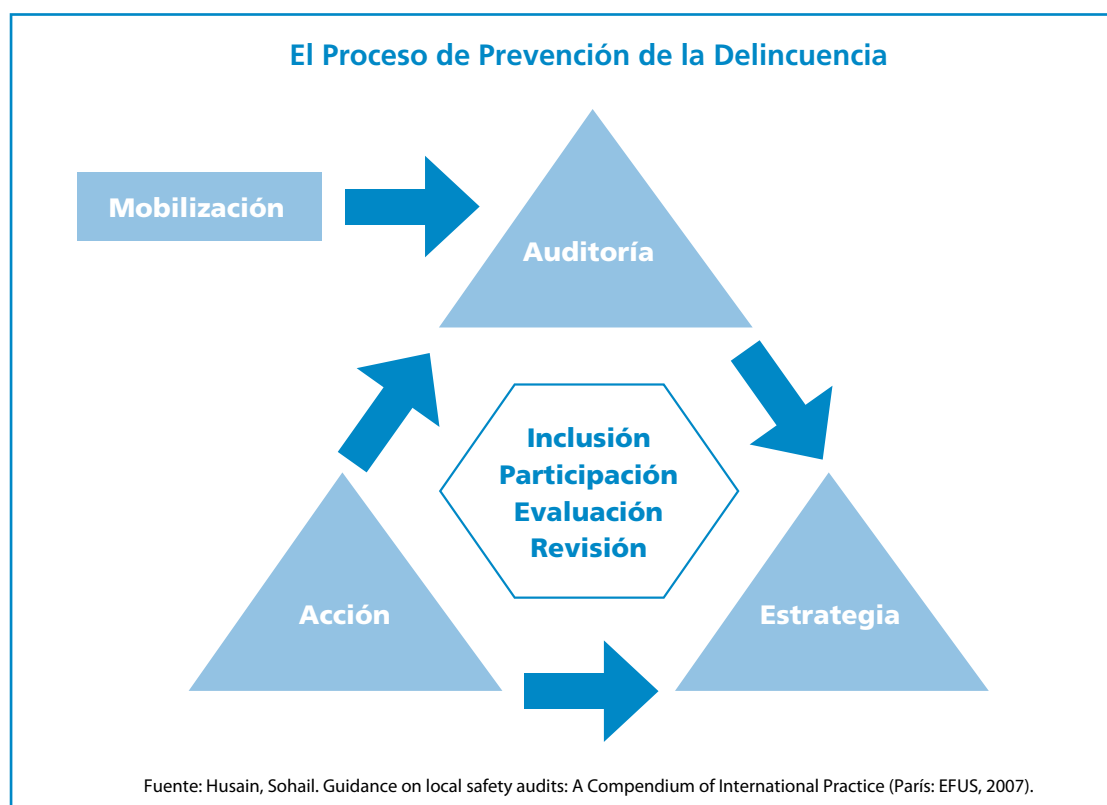 El Proceso de Prevención de la Delincuencia
Mobilización
Auditoría
Inclusión
Participación
Evaluación
Revisión
Acción
Estrategia
Fuente: Husain, Sohail. Guidance on local safety audits: A Compendium of International Practice (París: EFUS, 2007).